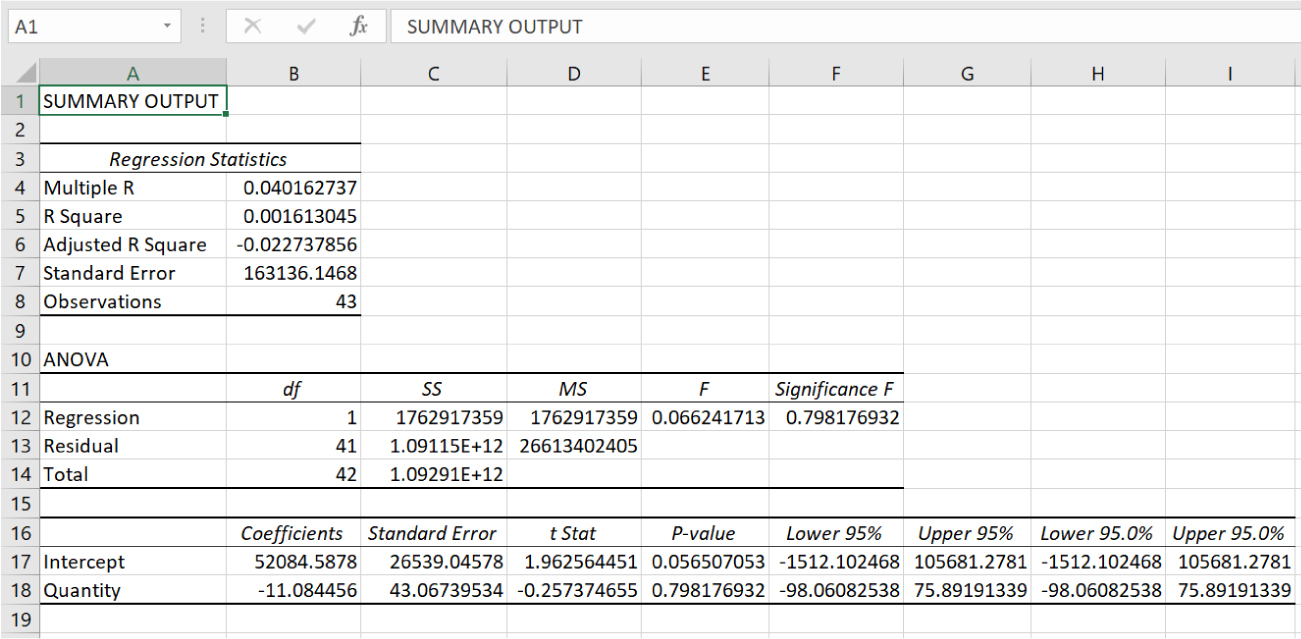 A1 fx SUMMARY OUTPUT
A B C D E F G H I
1 SUMMARY OUTPUT
2
3 Regression Statistics
4 Multiple R 0.040162737
5 R Square 0.001613045
6 Adjusted R Square -0.022737856
7 Standard Error 163136.1468
8 Observations 43
9
10 ANOVA
11 df SS MS F Significance F
12 Regression 1 1762917359 1762917359 0.066241713 0.798176932
13 Residual 41 1.09115E+12 26613402405
14 Total 42 1.09291E+12
15
16 Coefficients Standard Error t Stat P-value Lower 95% Upper 95% Lower 95.0% Upper 95.0%
17 Intercept 52084.5878 26539.04578 1.962564451 0.056507053 -1512.102468 105681.2781 -1512.102468 105681.2781
18 Quantity -11.084456 43.06739534 -0.257374655 0.798176932 -98.06082538 75.89191339 -98.06082538 75.89191339
19